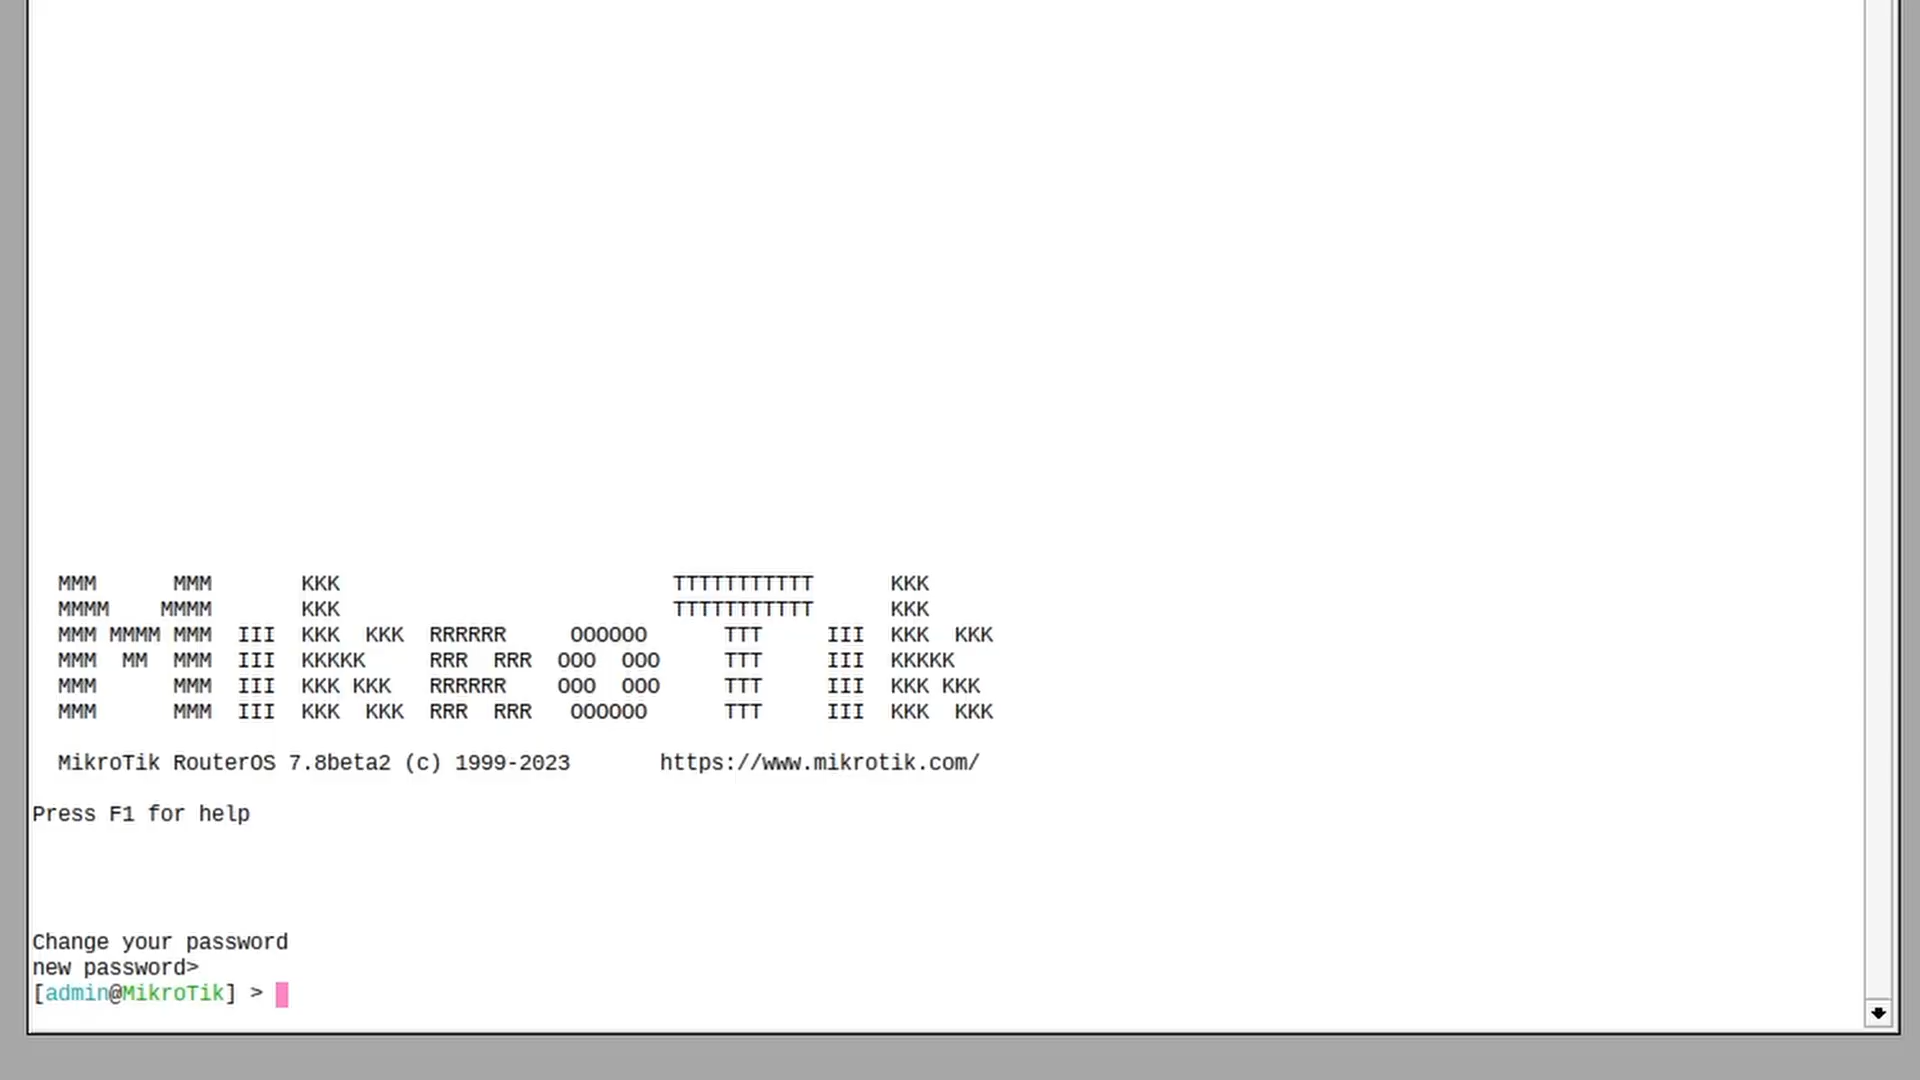 MMM      MMM       KKK                          TTTTTTTTTTT      KKK
MMMM    MMMM       KKK                          TTTTTTTTTTT      KKK
MMM MMMM MMM  III  KKK  KKK  RRRRRR     OOOOOO      TTT     III  KKK  KKK
MMM  MM  MMM  III  KKKKK     RRR  RRR  OOO  OOO     TTT     III  KKKKK
MMM      MMM  III  KKK KKK   RRRRRR    OOO  OOO     TTT     III  KKK KKK
MMM      MMM  III  KKK  KKK  RRR  RRR   OOOOOO      TTT     III  KKK  KKK
MikroTik RouterOS 7.8beta2 (c) 1999-2023       https://www.mikrotik.com/
Press F1 for help
Change your password
new password>
[admin@MikroTik] >